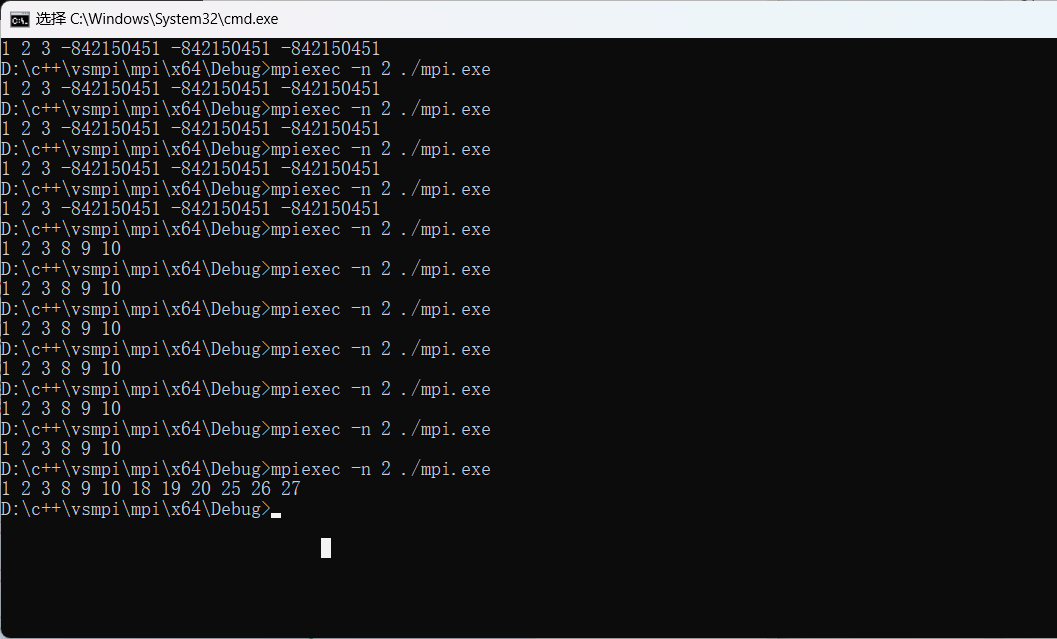 选择 C:\Windows\System32\cmd.exe
1 2 3 -842150451 -842150451 -842150451
D:\c++\vsmpi\mpi\x64\Debug>mpiexec -n 2 ./mpi.exe
1 2 3 -842150451 -842150451 -842150451
D:\c++\vsmpi\mpi\x64\Debug>mpiexec -n 2 ./mpi.exe
1 2 3 -842150451 -842150451 -842150451
D:\c++\vsmpi\mpi\x64\Debug>mpiexec -n 2 ./mpi.exe
1 2 3 -842150451 -842150451 -842150451
D:\c++\vsmpi\mpi\x64\Debug>mpiexec -n 2 ./mpi.exe
1 2 3 -842150451 -842150451 -842150451
D:\c++\vsmpi\mpi\x64\Debug>mpiexec -n 2 ./mpi.exe
1 2 3 8 9 10
D:\c++\vsmpi\mpi\x64\Debug>mpiexec -n 2 ./mpi.exe
1 2 3 8 9 10
D:\c++\vsmpi\mpi\x64\Debug>mpiexec -n 2 ./mpi.exe
1 2 3 8 9 10
D:\c++\vsmpi\mpi\x64\Debug>mpiexec -n 2 ./mpi.exe
1 2 3 8 9 10
D:\c++\vsmpi\mpi\x64\Debug>mpiexec -n 2 ./mpi.exe
1 2 3 8 9 10
D:\c++\vsmpi\mpi\x64\Debug>mpiexec -n 2 ./mpi.exe
1 2 3 8 9 10
D:\c++\vsmpi\mpi\x64\Debug>mpiexec -n 2 ./mpi.exe
1 2 3 8 9 10 18 19 20 25 26 27
D:\c++\vsmpi\mpi\x64\Debug>